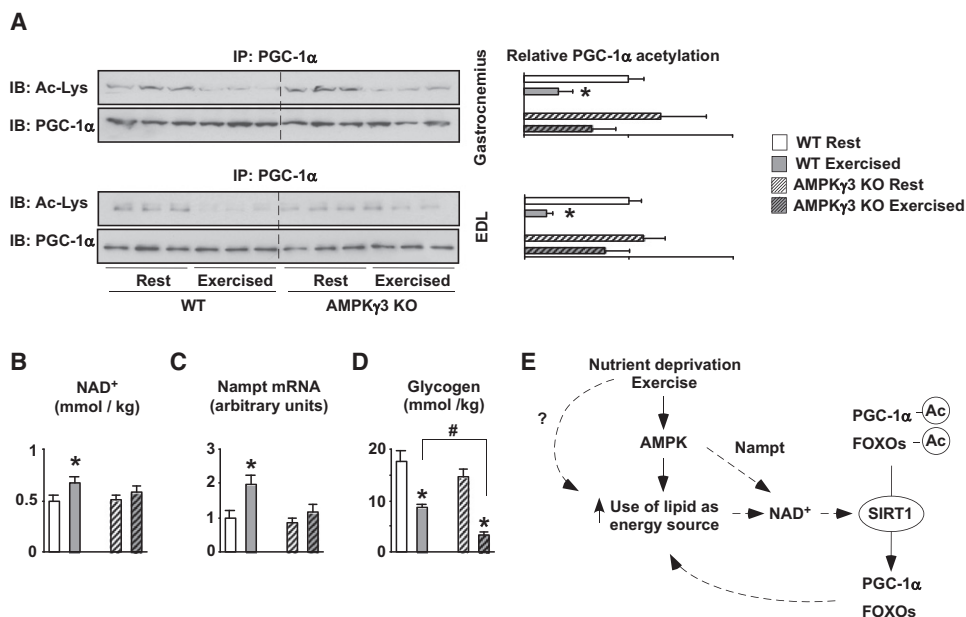 A
IP: PGC-1α
IB: Ac-Lys
IB: PGC-1α
IP: PGC-1α
IB: Ac-Lys
IB: PGC-1α
Rest Exercised Rest Exercised
WT AMPKγ3 KO
Relative PGC-1α acetylation
Gastrocnemius
*
EDL
*
WT Rest
WT Exercised
AMPKγ3 KO Rest
AMPKγ3 KO Exercised
B
NAD+
(mmol / kg)
1
0.5
0
*
C
Nampt mRNA
(arbitrary units)
3
2
1
0
*
D
Glycogen
(mmol /kg)
20
10
0
#
*
*
E
Nutrient deprivation
Exercise
?
AMPK
Nampt
Use of lipid as
energy source
NAD+
PGC-1α Ac
FOXOs Ac
SIRT1
PGC-1α
FOXOs